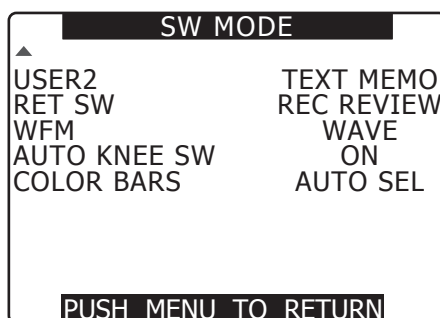 SW MODE
USER2 TEXT MEMO
RET SW REC REVIEW
WFM WAVE
AUTO KNEE SW ON
COLOR BARS AUTO SEL
PUSH MENU TO RETURN